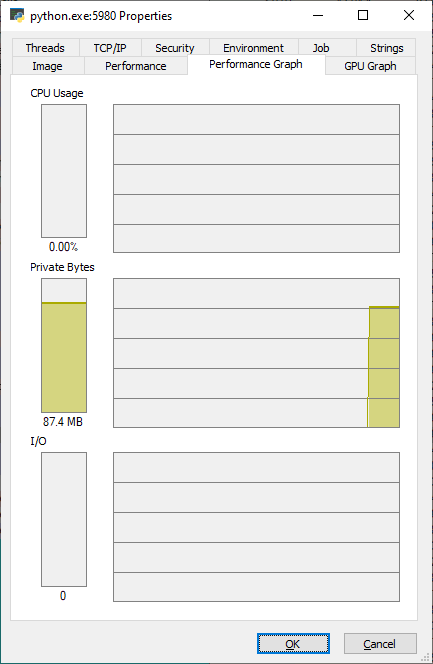 python.exe:5980 Properties
Threads TCP/IP Security Environment Job Strings
Image Performance Performance Graph GPU Graph
CPU Usage
0.00%
Private Bytes
87.4 MB
I/O
0
OK Cancel